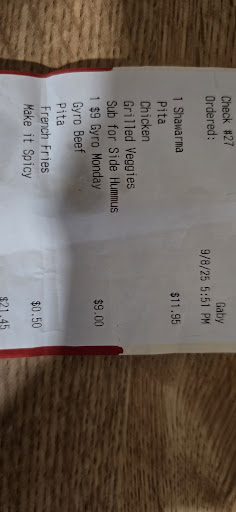 Check #27 Gaby
Ordered: 9/8/25 5:51 PM
1 Shawarma $11.95
Pita
Chicken
Grilled Veggies
Sub for Side Hummus
1 $9 Gyro Monday $9.00
Gyro Beef
Pita
French Fries
Make it Spicy $0.50
$21.45